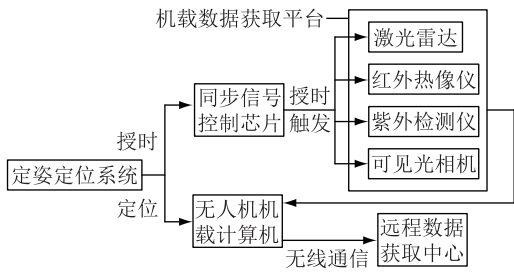 机载数据获取平台
激光雷达
红外热像仪
紫外检测仪
可见光相机
同步信号
控制芯片
授时
触发
授时
定姿定位系统
定位
无人机机
载计算机
无线通信
远程数据
获取中心